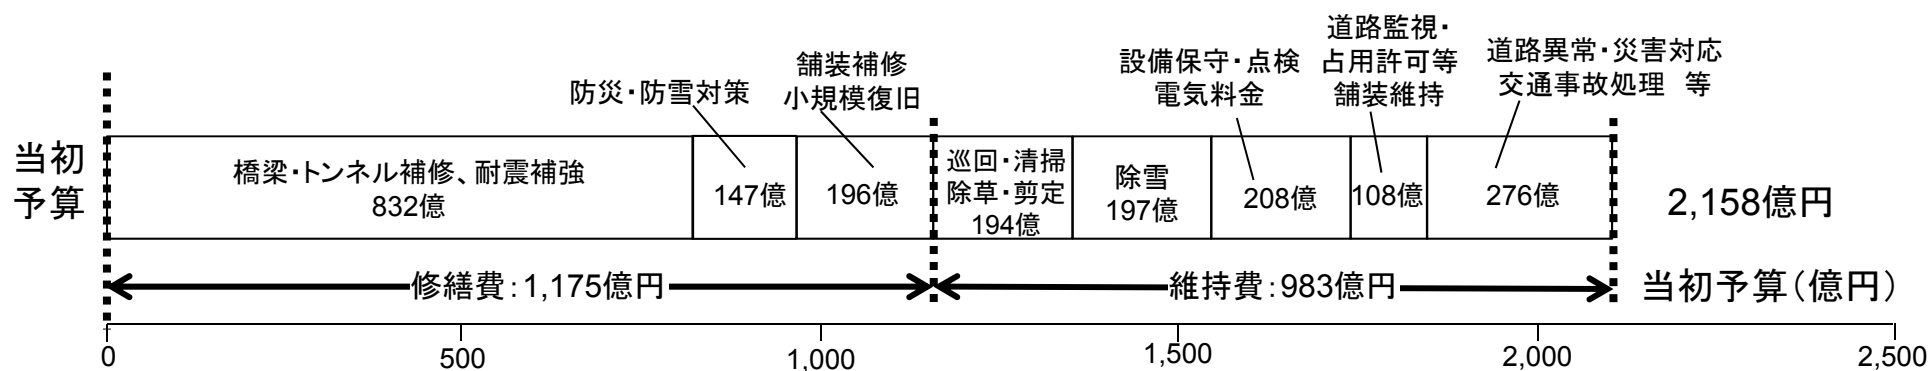 防災・防雪対策
舗装補修
小規模復旧
設備保守・点検
電気料金
道路監視・
占用許可等
舗装維持
道路異常・災害対応
交通事故処理　等
当初
予算
橋梁・トンネル補修、耐震補強
832億
147億
196億
巡回・清掃
除草・剪定
194億
除雪
197億
208億
108億
276億
2,158億円
修繕費：1,175億円
維持費：983億円
当初予算（億円）
0
500
1,000
1,500
2,000
2,500